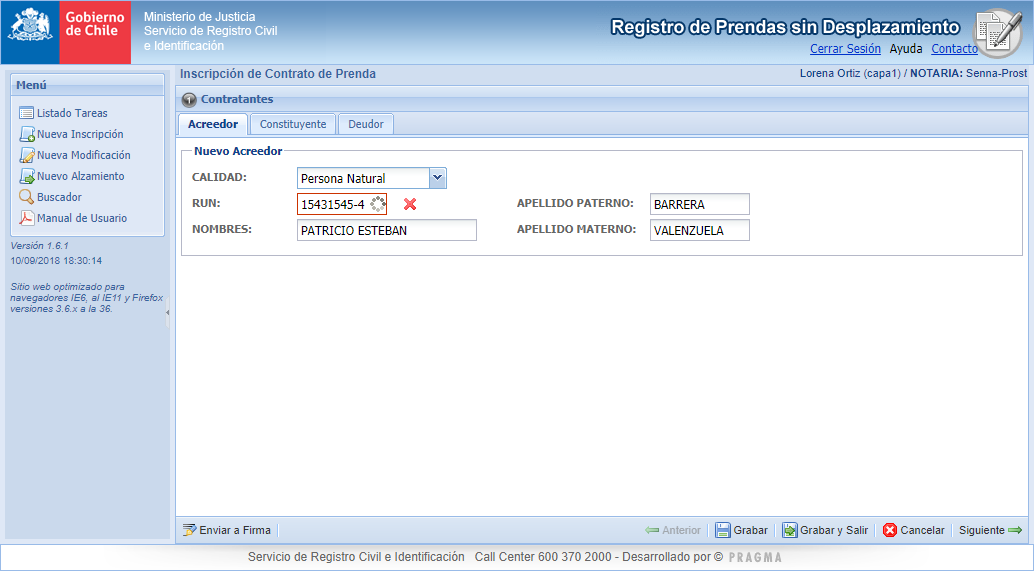 Gobierno de Chile
Ministerio de Justicia
Servicio de Registro Civil
e Identificación
Registro de Prendas sin Desplazamiento
Cerrar Sesión Ayuda Contacto
Menú
Listado Tareas
Nueva Inscripción
Nueva Modificación
Nuevo Alzamiento
Buscador
Manual de Usuario
Versión 1.6.1
10/09/2018 18:30:14
Sitio web optimizado para
navegadores IE6, al IE11 y Firefox
versiones 3.6.x a la 36.
Inscripción de Contrato de Prenda
Lorena Ortiz (capa1) / NOTARIA: Senna-Prost
1 Contratantes
Acreedor Constituyente Deudor
Nuevo Acreedor
CALIDAD: Persona Natural
RUN: 15431545-4 APELLIDO PATERNO: BARRERA
NOMBRES: PATRICIO ESTEBAN APELLIDO MATERNO: VALENZUELA
Enviar a Firma Anterior Grabar Grabar y Salir Cancelar Siguiente
Servicio de Registro Civil e Identificación Call Center 600 370 2000 - Desarrollado por © PRAGMA